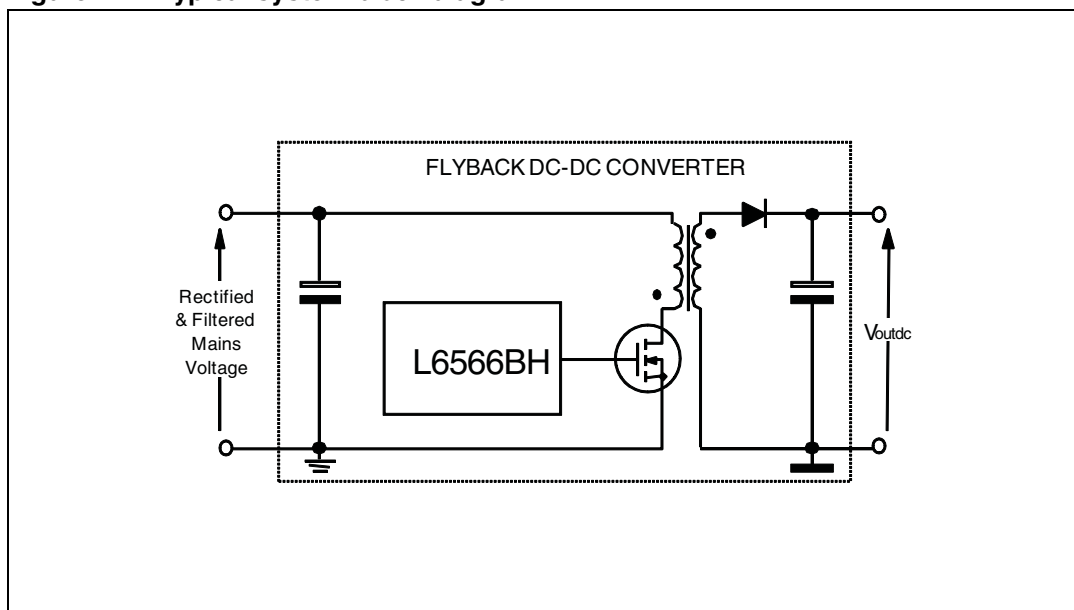 FLYBACK DC-DC CONVERTER
Rectified
& Filtered
Mains
Voltage
L6566BH
Voutdc